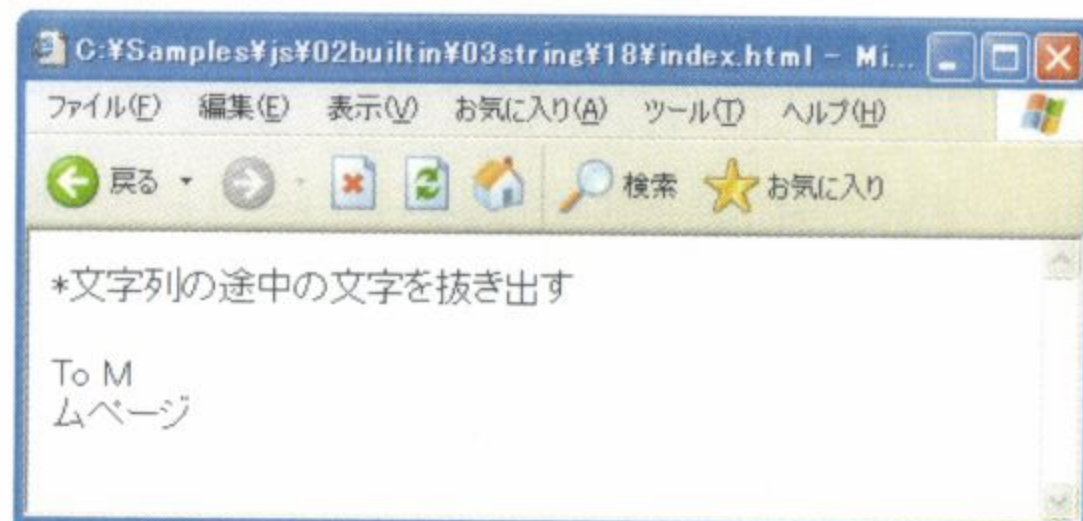 C:¥Samples¥js¥02builtin¥03string¥18¥index.html - Mi...
ファイル(F) 編集(E) 表示(V) お気に入り(A) ツール(T) ヘルプ(H)
戻る 検索 お気に入り
*文字列の途中の文字を抜き出す
To M
ムページ